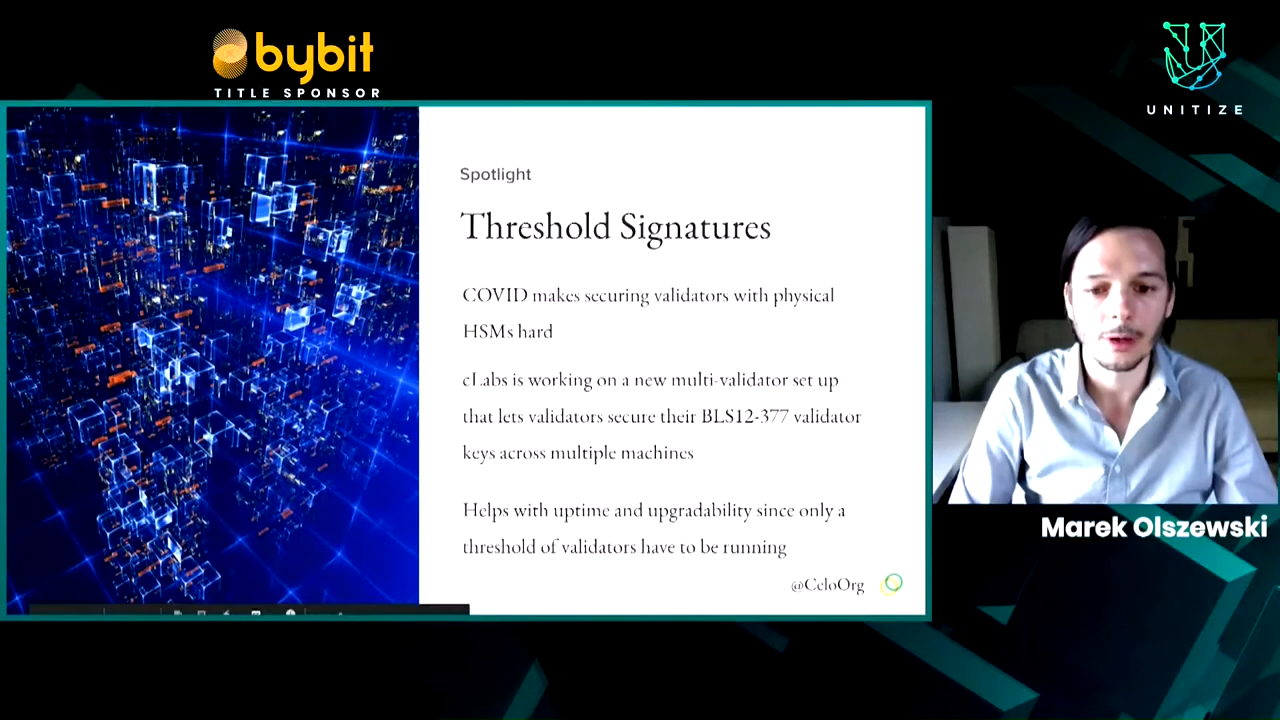 bybit
TITLE SPONSOR
UNITIZE
Spotlight
Threshold Signatures
COVID makes securing validators with physical
HSMs hard
cLabs is working on a new multi-validator set up
that lets validators secure their BLS12-377 validator
keys across multiple machines
Helps with uptime and upgradability since only a
threshold of validators have to be running
@CeloOrg
Marek Olszewski